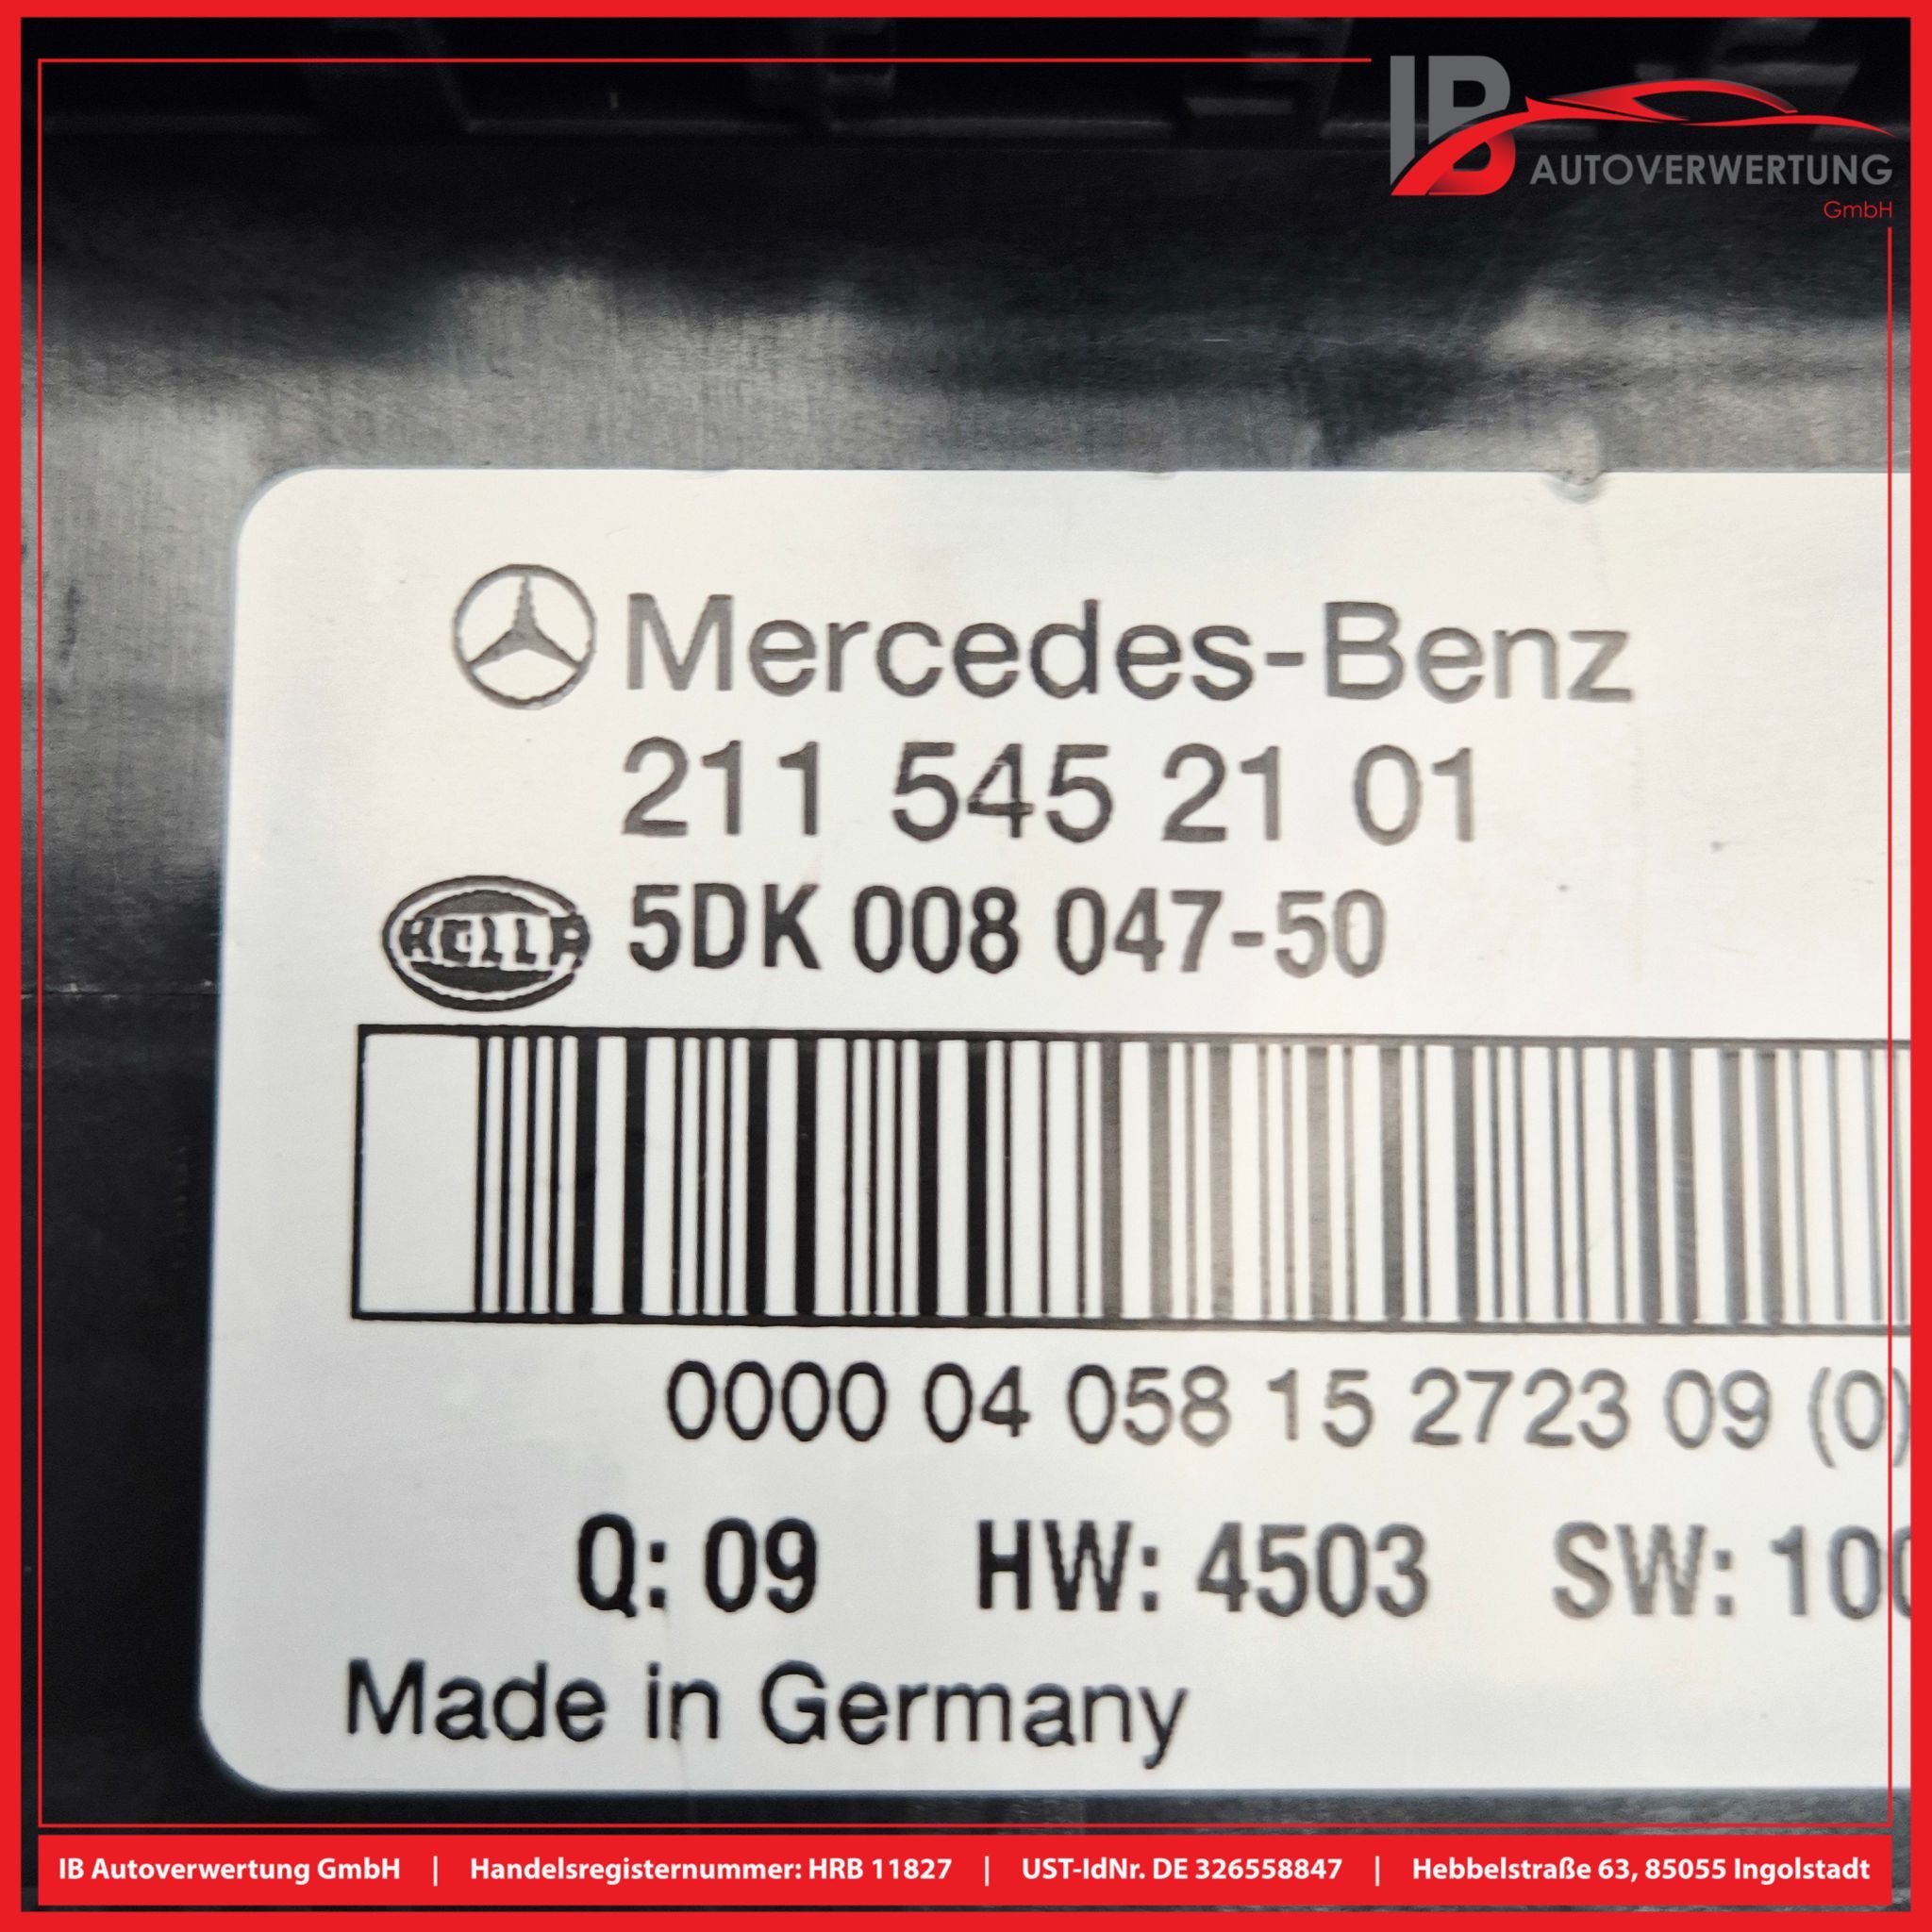 IB
AUTOVERWERTUNG
GmbH
Mercedes-Benz
211 545 21 01
HELLA 5DK 008 047-50
0000 04 058 15 2723 09 (0)
Q: 09 HW: 4503 SW: 10
Made in Germany
IB Autoverwertung GmbH | Handelsregisternummer: HRB 11827 | UST-IdNr. DE 326558847 | Hebbelstraße 63, 85055 Ingolstadt